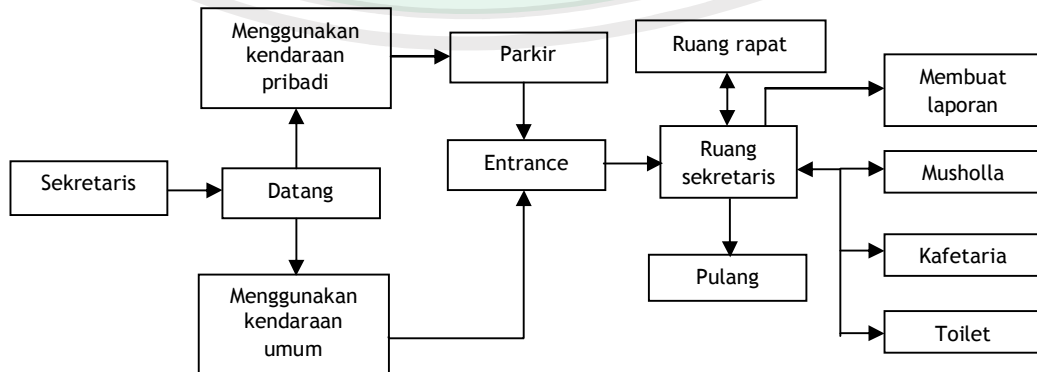 Sekretaris
Datang
Menggunakan
kendaraan
pribadi
Parkir
Menggunakan
kendaraan
umum
Entrance
Ruang rapat
Ruang
sekretaris
Pulang
Membuat
laporan
Musholla
Kafetaria
Toilet